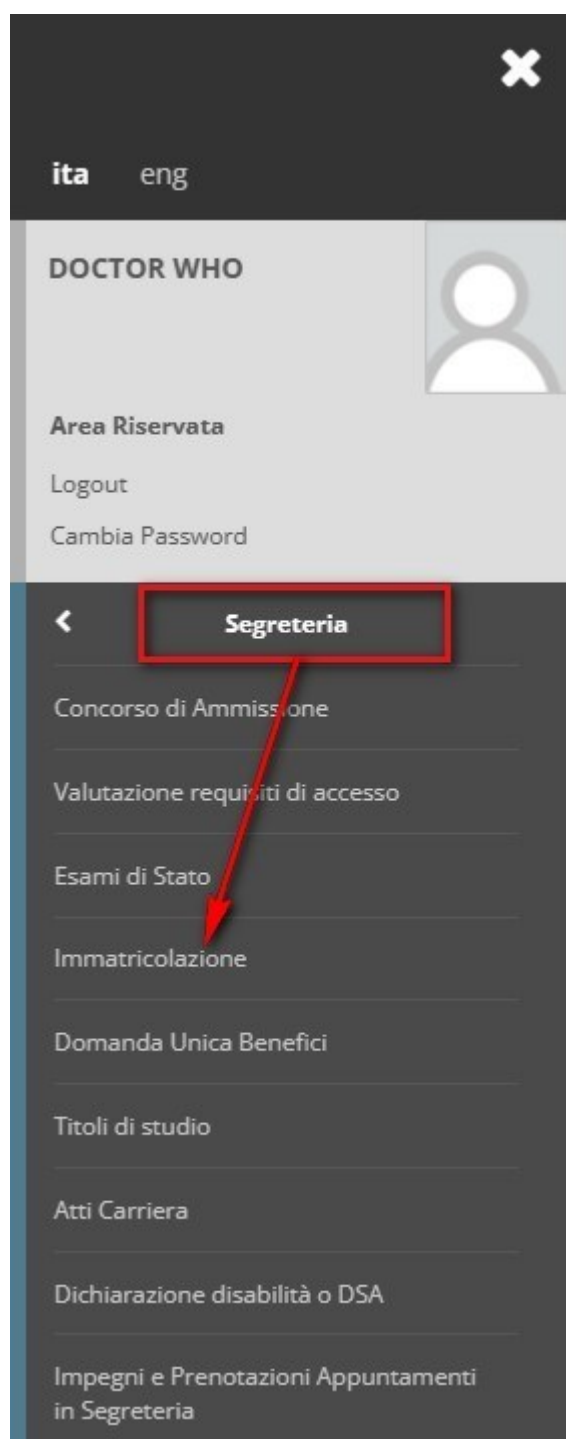 ita eng
DOCTOR WHO
Area Riservata
Logout
Cambia Password
Segreteria
Concorso di Ammissione
Valutazione requisiti di accesso
Esami di Stato
Immatricolazione
Domanda Unica Benefici
Titoli di studio
Atti Carriera
Dichiarazione disabilità o DSA
Impegni e Prenotazioni Appuntamenti
in Segreteria